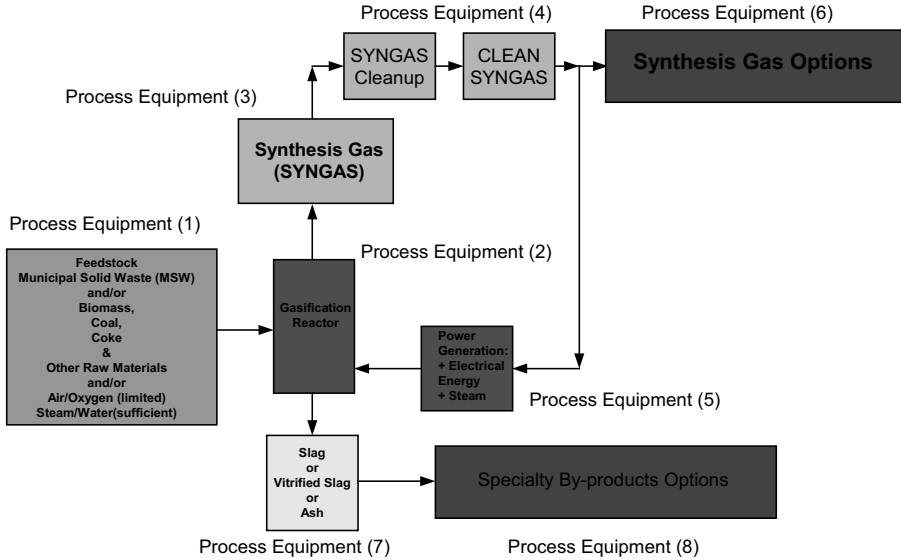 Process Equipment (4)
Process Equipment (6)
SYNGAS
Cleanup
CLEAN
SYNGAS
Synthesis Gas Options
Process Equipment (3)
Synthesis Gas
(SYNGAS)
Process Equipment (1)
Process Equipment (2)
Feedstock
Municipal Solid Waste (MSW)
and/or
Biomass,
Coal,
Coke
&
Other Raw Materials
and/or
Air/Oxygen (limited)
Steam/Water(sufficient)
Gasification
Reactor
Power
Generation:
+ Electrical
Energy
+ Steam
Process Equipment (5)
Slag
or
Vitrified Slag
or
Ash
Specialty By-products Options
Process Equipment (7)
Process Equipment (8)